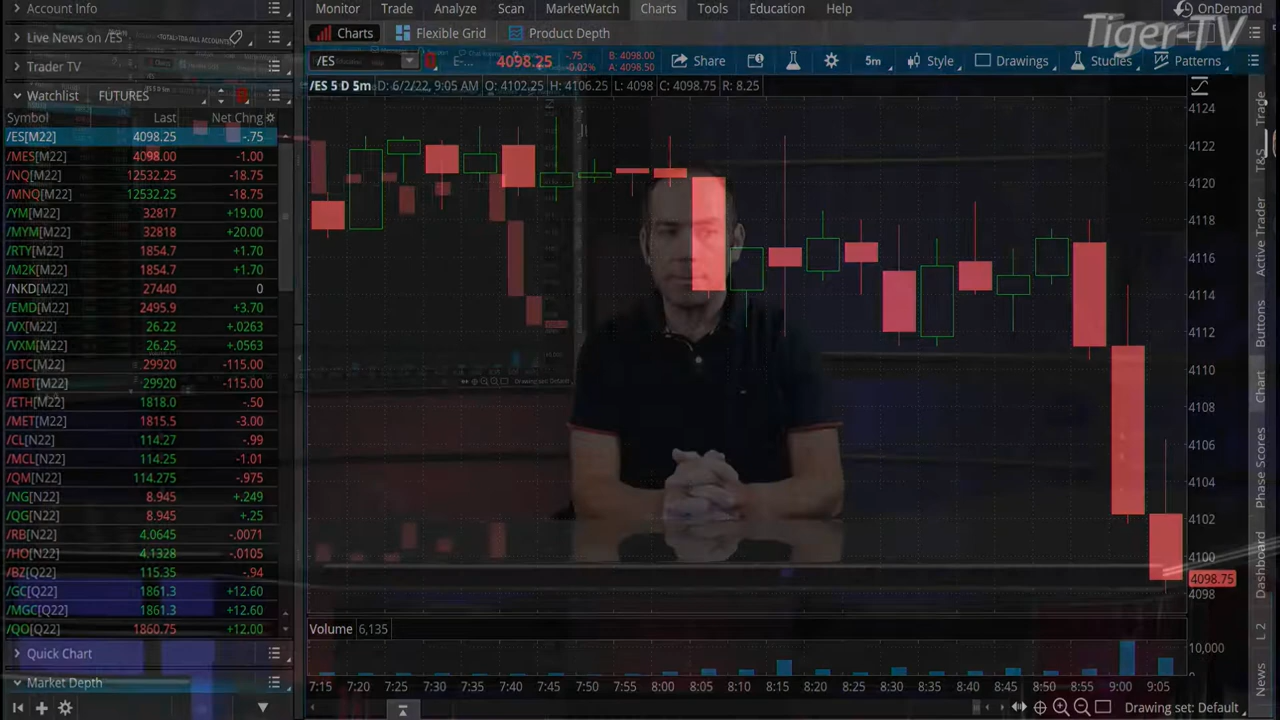 Account Info
Monitor Trade Analyze Scan MarketWatch Charts Tools Education Help OnDemand
Tiger-TV
Live News on /ES
Charts Flexible Grid Product Depth
Trader TV
/ES 4098.25 -.75 -0.02% B: 4098.00 A: 4098.50 Share 5m Style Drawings Studies Patterns
Watchlist FUTURES
/ES 5 D 5m D: 6/2/22, 9:05 AM O: 4102.25 H: 4106.25 L: 4098 C: 4098.75 R: 8.25
Symbol Last Net Chng
/ES[M22] 4098.25 -.75
/MES[M22] 4098.00 -1.00
/NQ[M22] 12532.25 -18.75
/MNQ[M22] 12532.25 -18.75
/YM[M22] 32817 +19.00
/MYM[M22] 32818 +20.00
/RTY[M22] 1854.7 +1.70
/M2K[M22] 1854.7 +1.70
/NKD[M22] 27440 0
/EMD[M22] 2495.9 +3.70
/VX[M22] 26.22 +.0263
/VXM[M22] 26.25 +.0563
/BTC[M22] 29920 -115.00
/MBT[M22] 29920 -115.00
/ETH[M22] 1818.0 -.50
/MET[M22] 1815.5 -3.00
/CL[N22] 114.27 -.99
/MCL[N22] 114.25 -1.01
/QM[N22] 114.275 -.975
/NG[N22] 8.945 +.249
/QG[N22] 8.945 +.25
/RB[N22] 4.0645 -.0071
/HO[N22] 4.1328 -.0105
/BZ[Q22] 115.35 -.94
/GC[Q22] 1861.3 +12.60
/MGC[Q22] 1861.3 +12.60
/QO[Q22] 1860.75 +12.00
Quick Chart
Market Depth
4124
4122
4120
4118
4116
4114
4112
4110
4108
4106
4104
4102
4100
4098.75
4098
Volume 6,135
10,000
7:15 7:20 7:25 7:30 7:35 7:40 7:45 7:50 7:55 8:00 8:05 8:10 8:15 8:20 8:25 8:30 8:35 8:40 8:45 8:50 8:55 9:00 9:05
Drawing set: Default
Trade
T&S
Active Trader
Buttons
Chart
Phase Scores
Dashboard
L 2
News